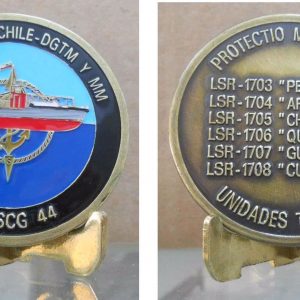 CHILE-DGTM Y MM
SCG 44
PROTECTIO M
LSR-1703 "PE
LSR-1704 "AR
LSR-1705 "CH
LSR-1706 "QU
LSR-1707 "GU
LSR-1708 "CU
UNIDADES 1